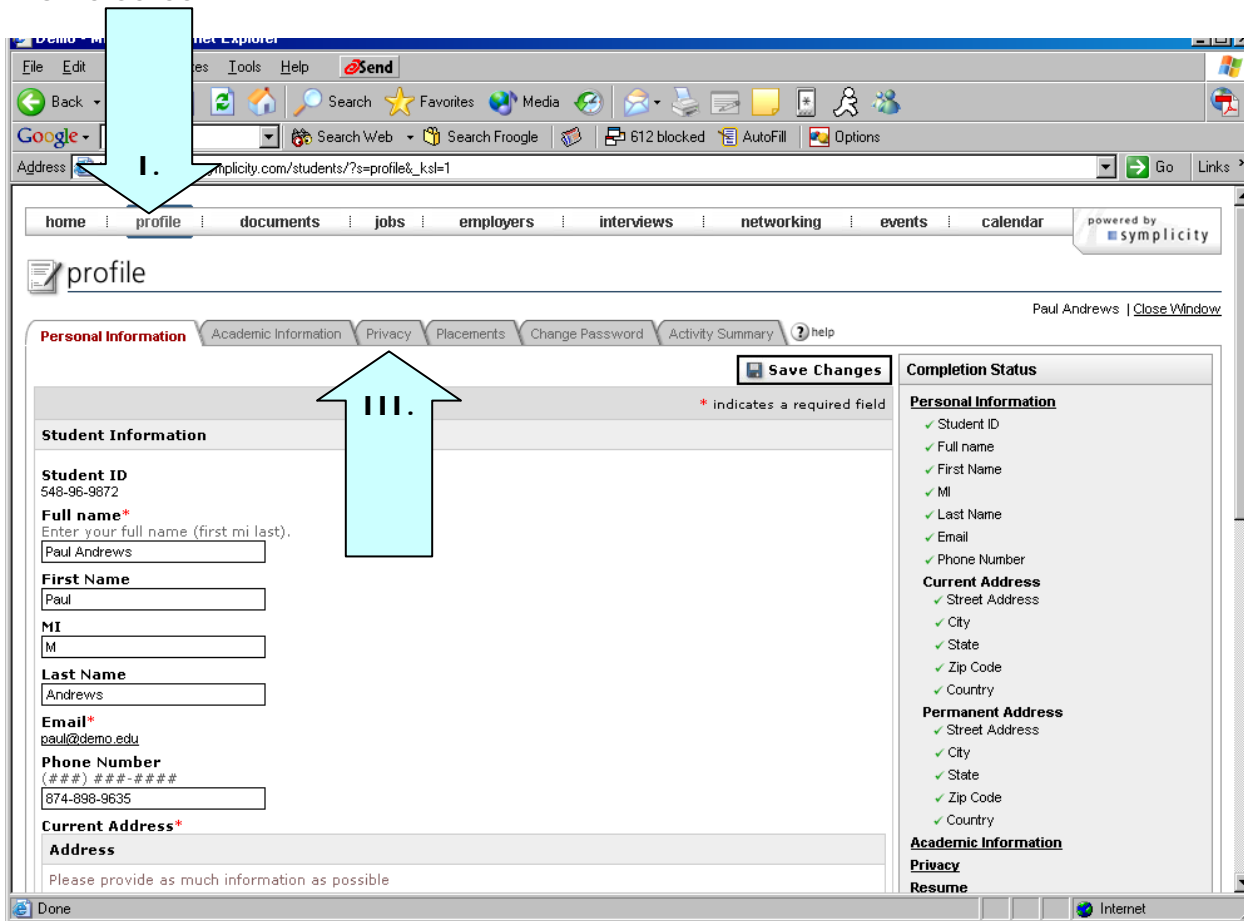 File Edit Tools Help Send
Back Search Favorites Media
Google Search Web Search Froogle 612 blocked AutoFill Options
Address I. mplicity.com/students/?s=profile&_ksl=1 Go Links
home profile documents jobs employers interviews networking events calendar powered by
symplicity
profile
Paul Andrews | Close Window
Personal Information Academic Information Privacy Placements Change Password Activity Summary ? help
Save Changes
* indicates a required field
III.
Student Information
Student ID
548-96-9872
Full name*
Enter your full name (first mi last).
Paul Andrews
First Name
Paul
MI
M
Last Name
Andrews
Email*
paul@demo.edu
Phone Number
(###) ###-####
874-898-9635
Current Address*
Address
Please provide as much information as possible
Completion Status
Personal Information
Student ID
Full name
First Name
MI
Last Name
Email
Phone Number
Current Address
Street Address
City
State
Zip Code
Country
Permanent Address
Street Address
City
State
Zip Code
Country
Academic Information
Privacy
Resume
Done Internet